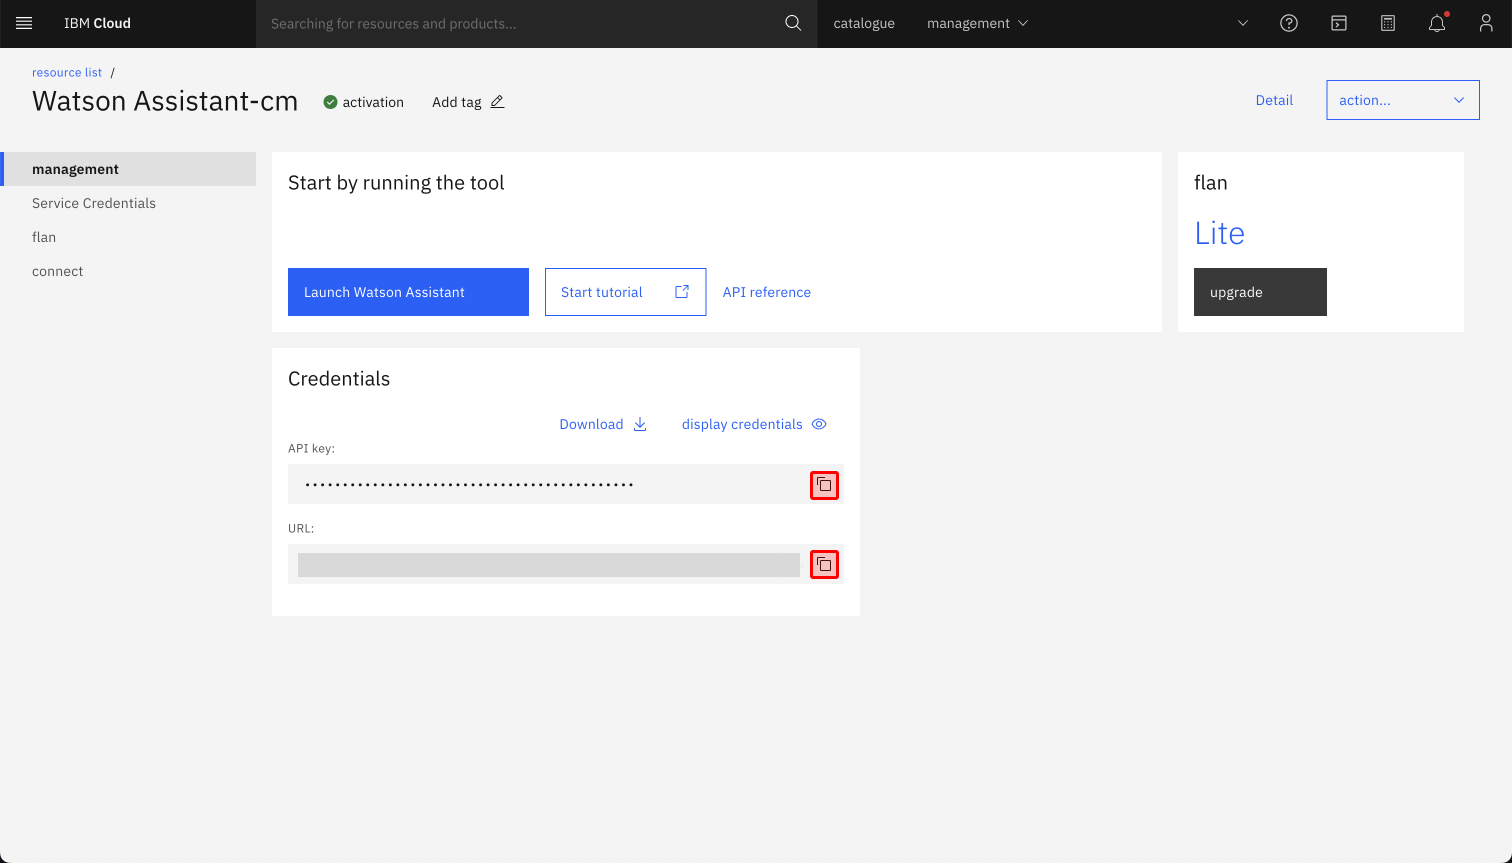 IBM Cloud
Searching for resources and products...
catalogue
management
resource list /
Watson Assistant-cm
activation
Add tag
Detail
action...
management
Service Credentials
flan
connect
Start by running the tool
Launch Watson Assistant
Start tutorial
API reference
flan
Lite
upgrade
Credentials
Download
display credentials
API key:
••••••••••••••••••••••••••••••••••••••••••••
URL: